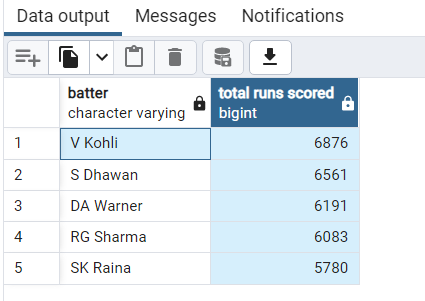 Data output Messages Notifications
batter total runs scored
character varying bigint
1 V Kohli 6876
2 S Dhawan 6561
3 DA Warner 6191
4 RG Sharma 6083
5 SK Raina 5780